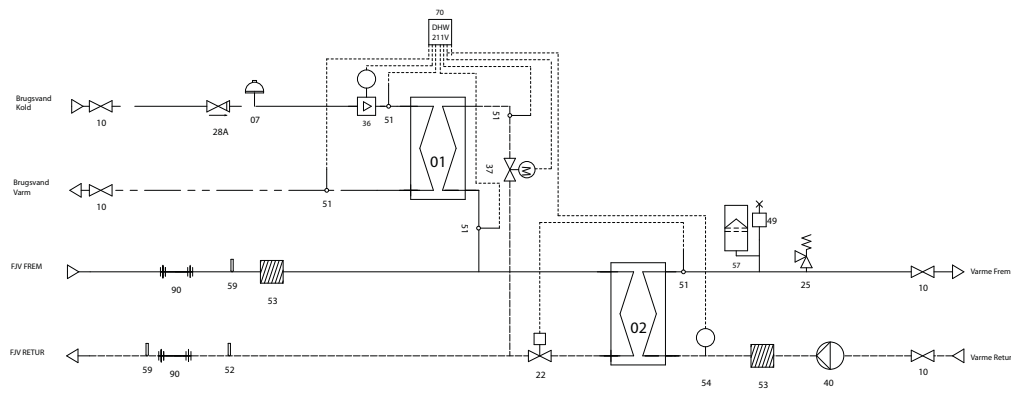 70
DHW
211V
Brugsvand
Kold
10
28A
07
36
51
51
01
37
M
Brugsvand
Varm
10
51
51
49
57
FJV FREM
90
59
53
51
25
10
Varme Frem
02
FJV RETUR
59
90
52
22
54
53
40
10
Varme Retur